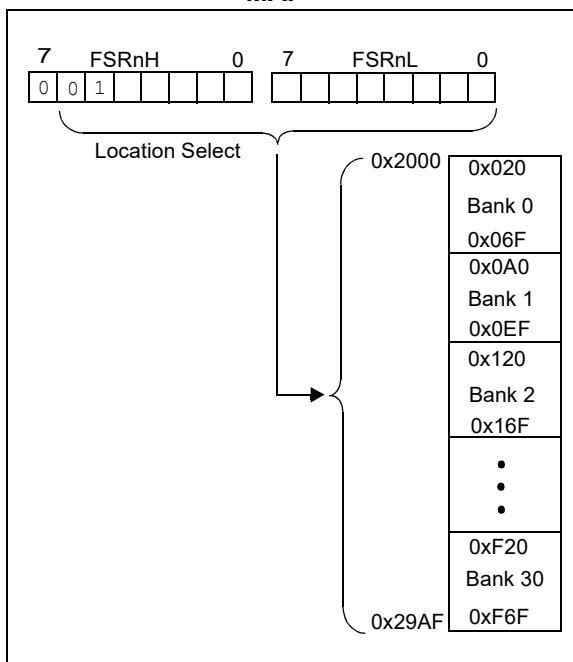 7 FSRnH 0 7 FSRnL 0
0 0 1
Location Select
0x2000
0x020
Bank 0
0x06F
0x0A0
Bank 1
0x0EF
0x120
Bank 2
0x16F
0xF20
Bank 30
0x29AF 0xF6F